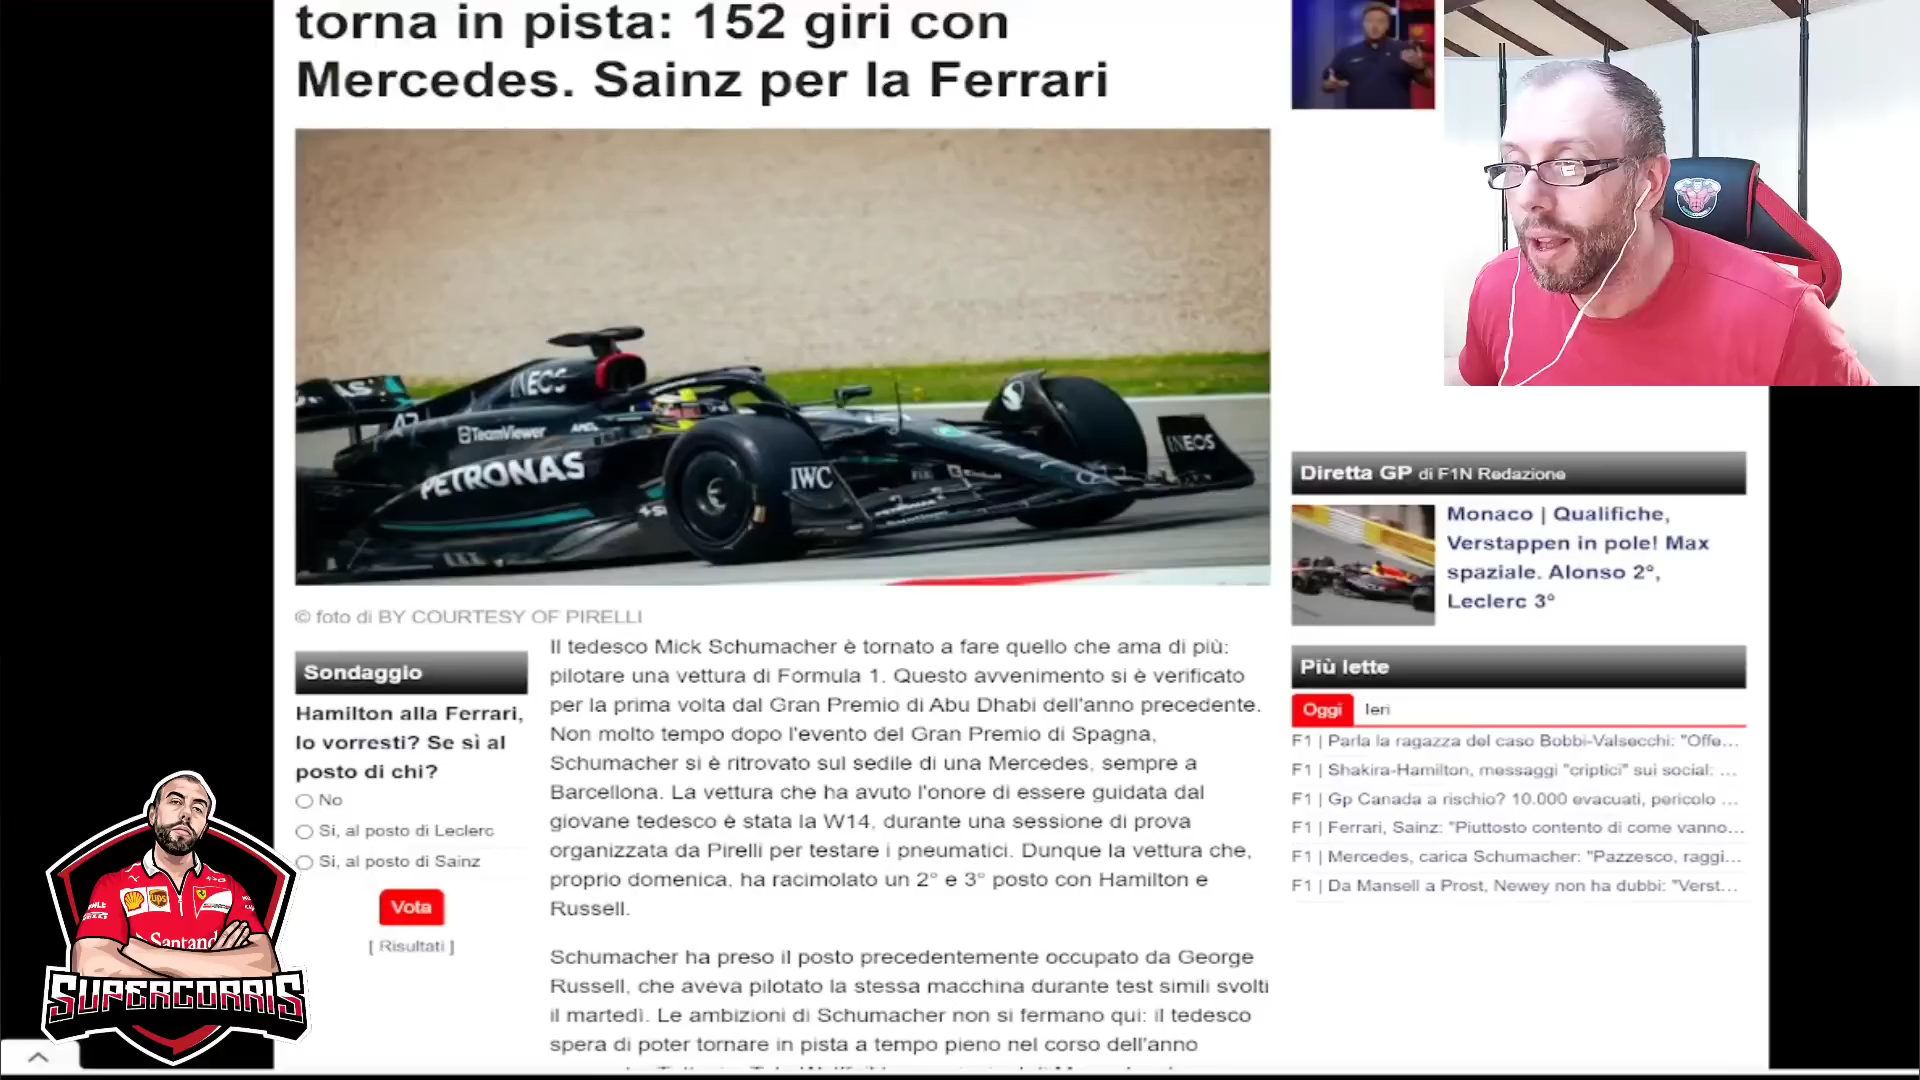 torna in pista: 152 giri con
Mercedes. Sainz per la Ferrari
INEOS
TeamViewer
AMG
PETRONAS
IWC
INEOS
© foto di BY COURTESY OF PIRELLI
Sondaggio
Hamilton alla Ferrari,
lo vorresti? Se sì al
posto di chi?
No
Si, al posto di Leclerc
Si, al posto di Sainz
Vota
[ Risultati ]
Il tedesco Mick Schumacher è tornato a fare quello che ama di più:
pilotare una vettura di Formula 1. Questo avvenimento si è verificato
per la prima volta dal Gran Premio di Abu Dhabi dell'anno precedente.
Non molto tempo dopo l'evento del Gran Premio di Spagna,
Schumacher si è ritrovato sul sedile di una Mercedes, sempre a
Barcellona. La vettura che ha avuto l'onore di essere guidata dal
giovane tedesco è stata la W14, durante una sessione di prova
organizzata da Pirelli per testare i pneumatici. Dunque la vettura che,
proprio domenica, ha racimolato un 2° e 3° posto con Hamilton e
Russell.
Schumacher ha preso il posto precedentemente occupato da George
Russell, che aveva pilotato la stessa macchina durante test simili svolti
il martedì. Le ambizioni di Schumacher non si fermano qui: il tedesco
spera di poter tornare in pista a tempo pieno nel corso dell'anno
Diretta GP di F1N Redazione
Monaco | Qualifiche,
Verstappen in pole! Max
spaziale. Alonso 2°,
Leclerc 3°
Più lette
Oggi Ieri
F1 | Parla la ragazza del caso Bobbi-Valsecchi: "Offe...
F1 | Shakira-Hamilton, messaggi "criptici" sui social: ...
F1 | Gp Canada a rischio? 10.000 evacuati, pericolo ...
F1 | Ferrari, Sainz: "Piuttosto contento di come vanno...
F1 | Mercedes, carica Schumacher: "Pazzesco, raggi...
F1 | Da Mansell a Prost, Newey non ha dubbi: "Verst...
ups
Santand
SUPERCORRIS